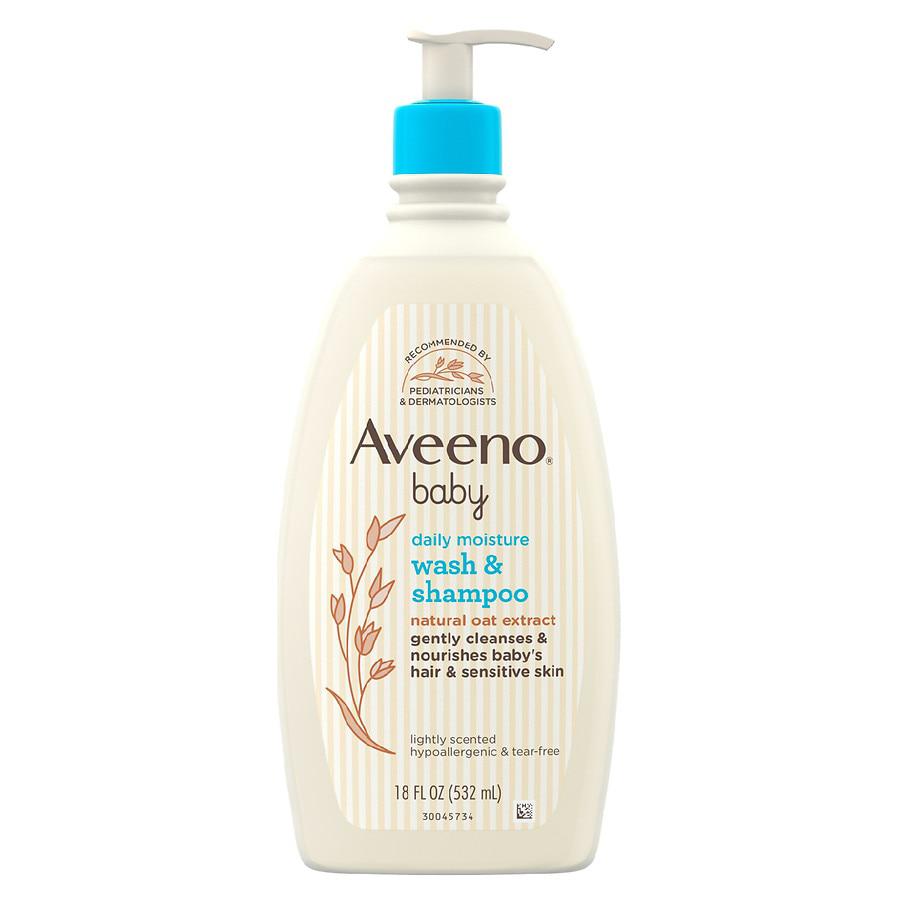 RECOMMENDED BY
PEDIATRICIANS
& DERMATOLOGISTS
Aveeno®
baby
daily moisture
wash &
shampoo
natural oat extract
gently cleanses &
nourishes baby's
hair & sensitive skin
lightly scented
hypoallergenic & tear-free
18 FL OZ (532 mL)
30045734